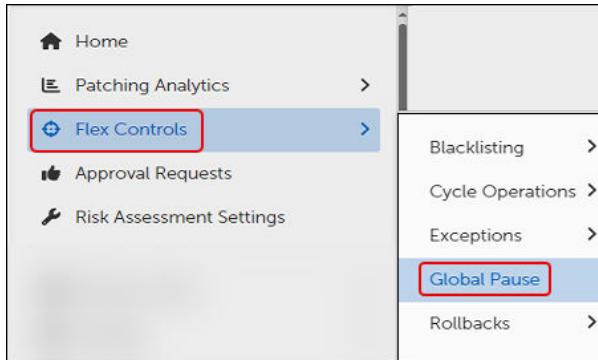 Home
Patching Analytics
Flex Controls
Approval Requests
Risk Assessment Settings
Blacklisting
Cycle Operations
Exceptions
Global Pause
Rollbacks